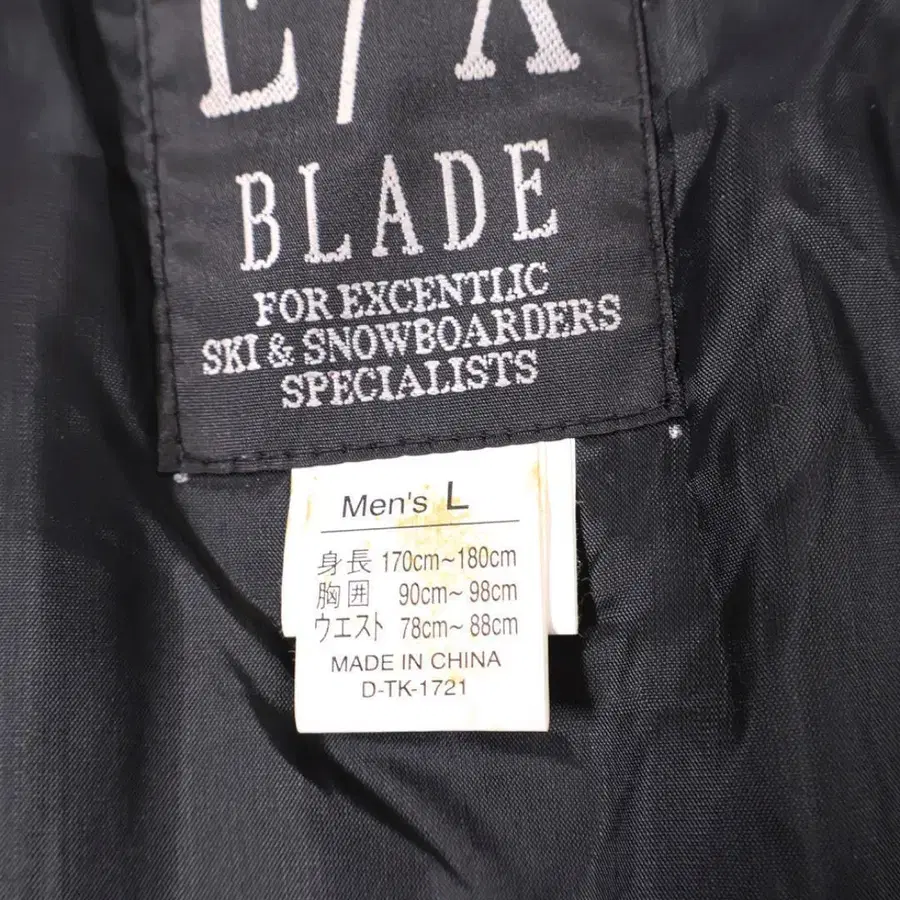 E/X
BLADE
FOR EXCENTLIC
SKI & SNOWBOARDERS
SPECIALISTS
Men's L
身長 170cm~180cm
胸囲 90cm~98cm
ウエスト 78cm~88cm
MADE IN CHINA
D-TK-1721